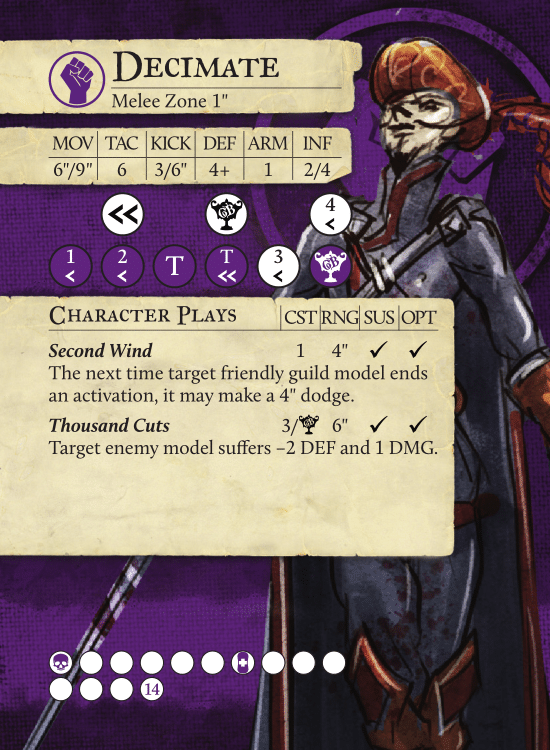 Decimate
Melee Zone 1"
MOV TAC KICK DEF ARM INF
6"/9" 6 3/6" 4+ 1 2/4
<< GB 4 <
1 < 2 < T T << 3 < GB
Character Plays CST RNG SUS OPT
Second Wind 1 4" ✓ ✓
The next time target friendly guild model ends
an activation, it may make a 4" dodge.
Thousand Cuts 3/GB 6" ✓ ✓
Target enemy model suffers –2 DEF and 1 DMG.
14